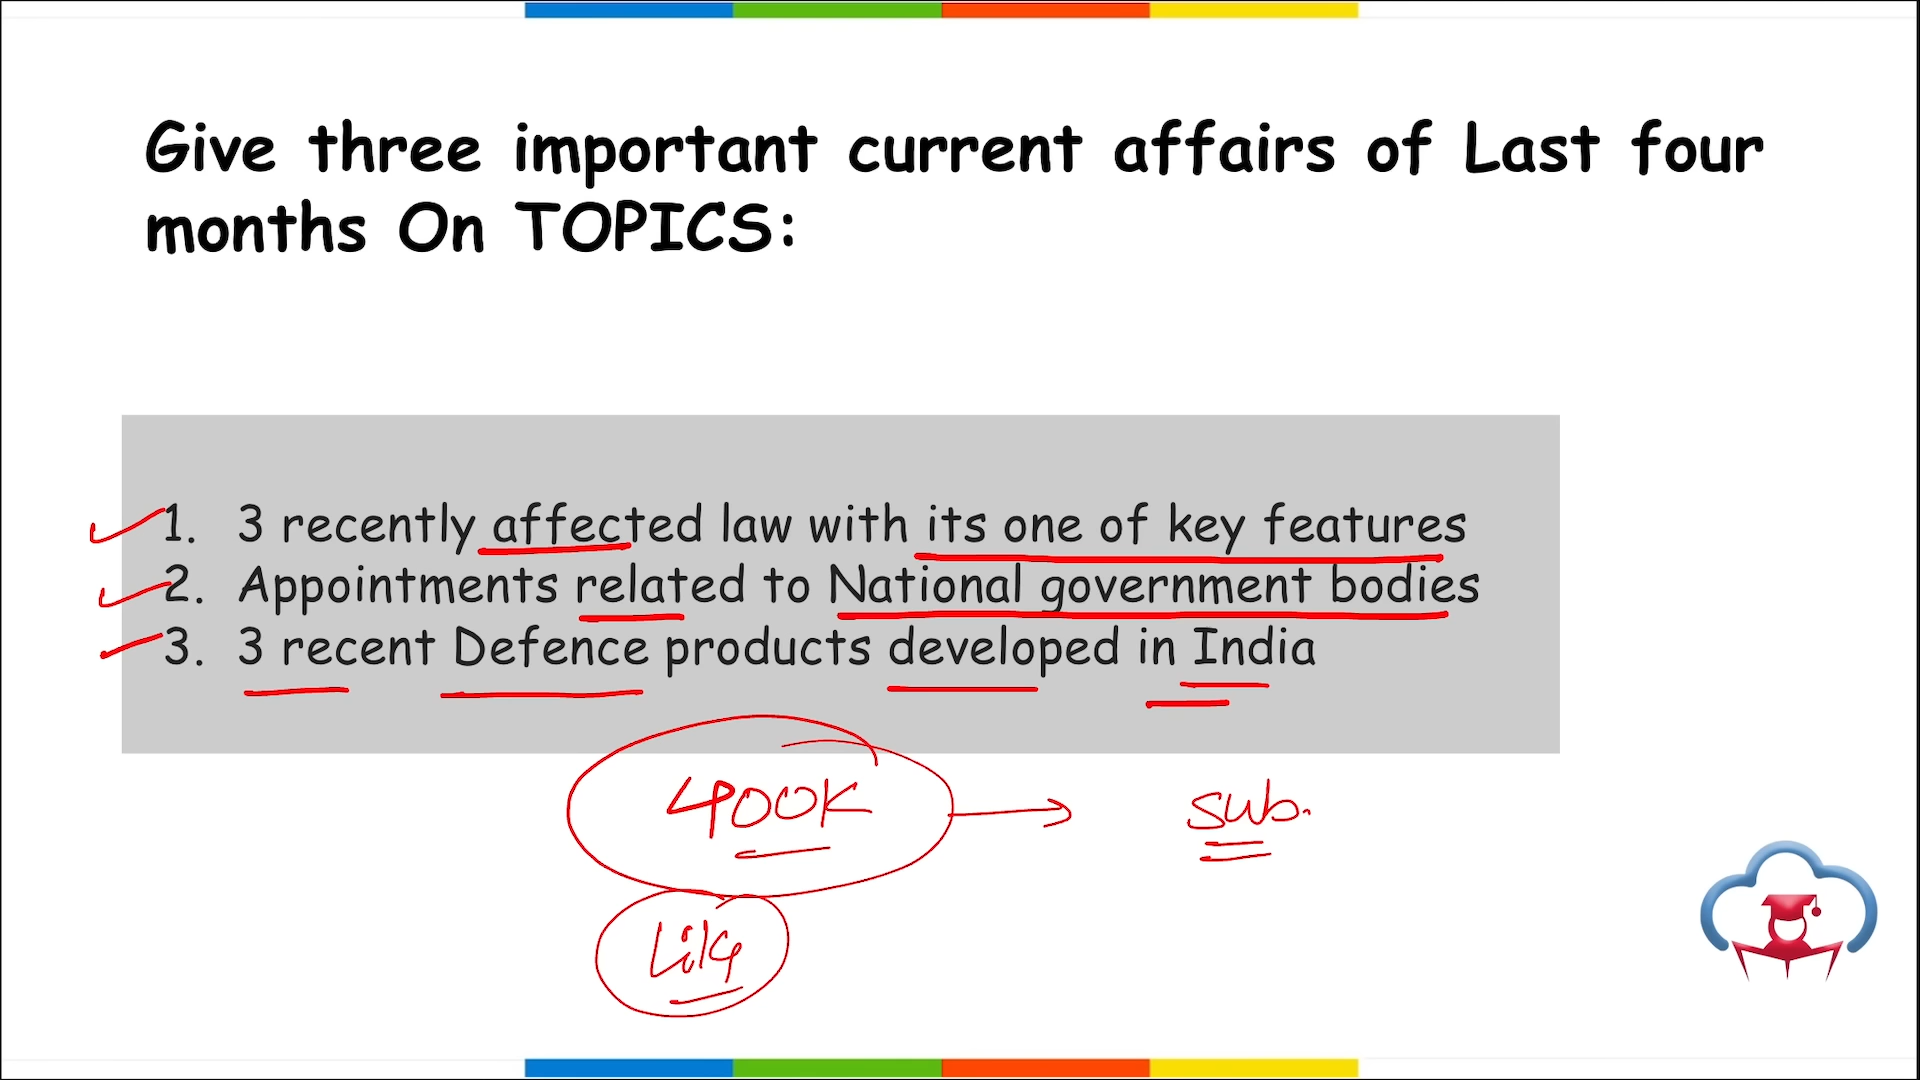 Give three important current affairs of Last four
months On TOPICS:
1. 3 recently affected law with its one of key features
2. Appointments related to National government bodies
3. 3 recent Defence products developed in India
400K → sub.
Like